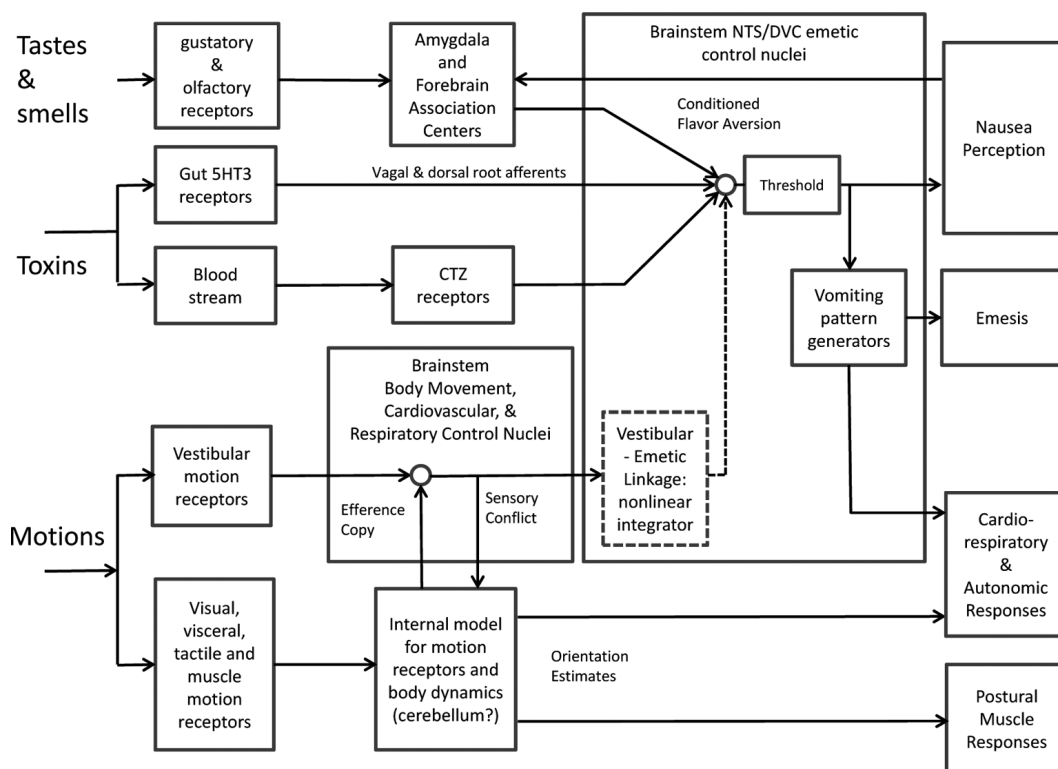 Tastes
&
smells
gustatory
&
olfactory
receptors
Amygdala
and
Forebrain
Association
Centers
Brainstem NTS/DVC emetic
control nuclei
Conditioned
Flavor Aversion
Nausea
Perception
Toxins
Gut 5HT3
receptors
Vagal & dorsal root afferents
Threshold
Blood
stream
CTZ
receptors
Vomiting
pattern
generators
Emesis
Brainstem
Body Movement,
Cardiovascular, &
Respiratory Control Nuclei
Motions
Vestibular
motion
receptors
Efference
Copy
Sensory
Conflict
Vestibular
- Emetic
Linkage:
nonlinear
integrator
Cardio-
respiratory
&
Autonomic
Responses
Visual,
visceral,
tactile and
muscle
motion
receptors
Internal model
for motion
receptors and
body dynamics
(cerebellum?)
Orientation
Estimates
Postural
Muscle
Responses